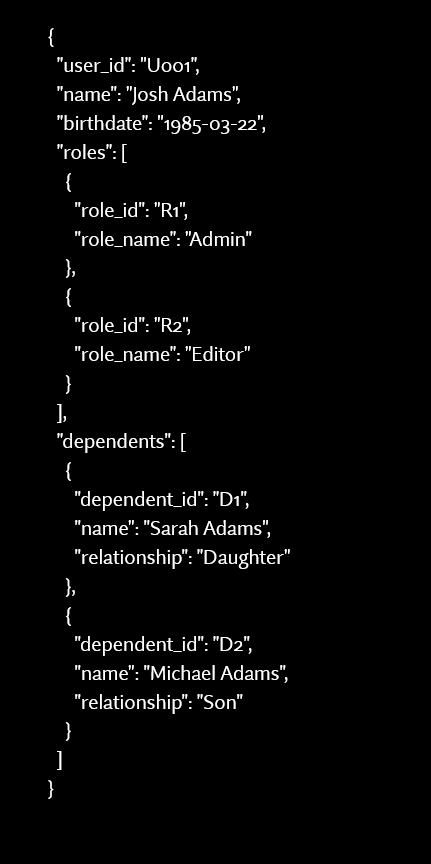 {
"user_id": "U001",
"name": "Josh Adams",
"birthdate": "1985-03-22",
"roles": [
{
"role_id": "R1",
"role_name": "Admin"
},
{
"role_id": "R2",
"role_name": "Editor"
}
],
"dependents": [
{
"dependent_id": "D1",
"name": "Sarah Adams",
"relationship": "Daughter"
},
{
"dependent_id": "D2",
"name": "Michael Adams",
"relationship": "Son"
}
]
}